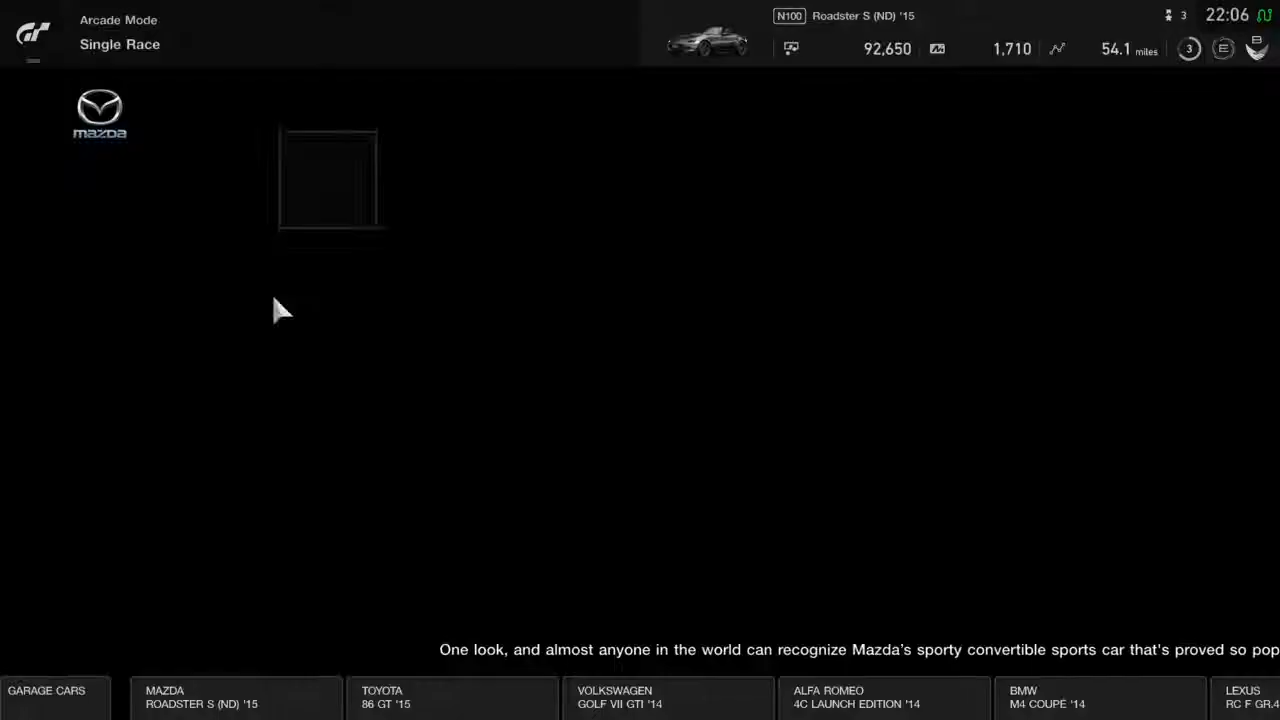 Arcade Mode
Single Race
N100 Roadster S (ND) '15
3 22:06
92,650 1,710 54.1 miles 3 E B
mazda
One look, and almost anyone in the world can recognize Mazda's sporty convertible sports car that's proved so pop
GARAGE CARS
MAZDA
ROADSTER S (ND) '15
TOYOTA
86 GT '15
VOLKSWAGEN
GOLF VII GTI '14
ALFA ROMEO
4C LAUNCH EDITION '14
BMW
M4 COUPÉ '14
LEXUS
RC F GR.4